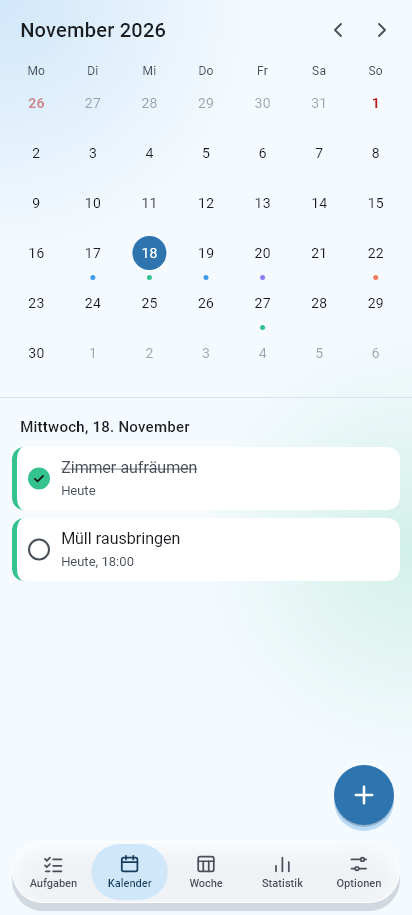 November 2026
Mo Di Mi Do Fr Sa So
26 27 28 29 30 31 1
2 3 4 5 6 7 8
9 10 11 12 13 14 15
16 17 18 19 20 21 22
23 24 25 26 27 28 29
30 1 2 3 4 5 6
Mittwoch, 18. November
Zimmer aufräumen
Heute
Müll rausbringen
Heute, 18:00
Aufgaben Kalender Woche Statistik Optionen